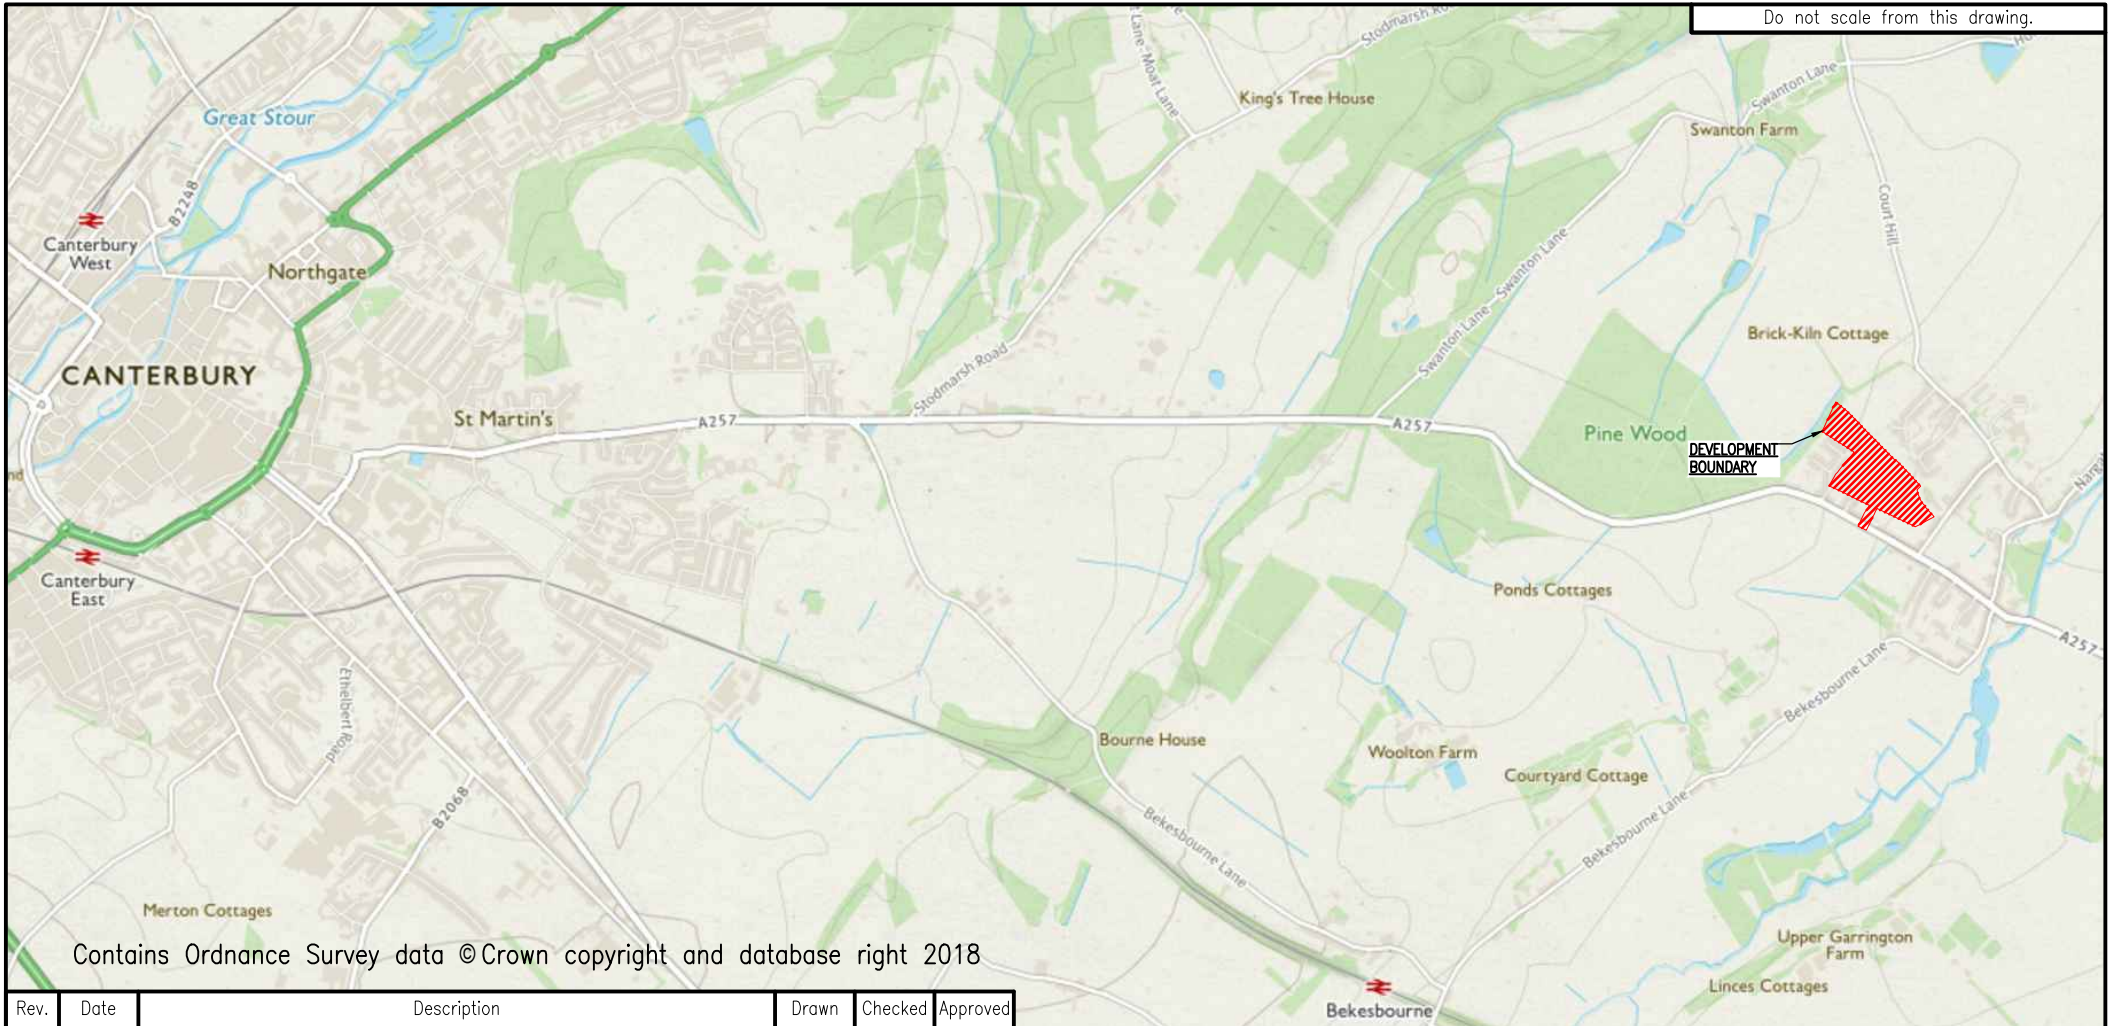 Do not scale from this drawing.
Stodmarsh
Lane-Moat Lane
King's Tree House
Swanton Lane
Swanton Farm
Great Stour
B2248
Canterbury
West
Northgate
Court Hill
Swanton Lane
Swanton Lane
Brick-Kiln Cottage
Stodmarsh Road
CANTERBURY
St Martin's
A257
A257
Pine Wood
DEVELOPMENT
BOUNDARY
Canterbury
East
Ponds Cottages
A257
Ethelbert Road
Bekesbourne Lane
Bourne House
Woolton Farm
Courtyard Cottage
B2068
Bekesbourne Lane
Bekesbourne Lane
Merton Cottages
Upper Garrington
Farm
Contains Ordnance Survey data © Crown copyright and database right 2018
Linces Cottages
Bekesbourne
Rev. Date Description Drawn Checked Approved